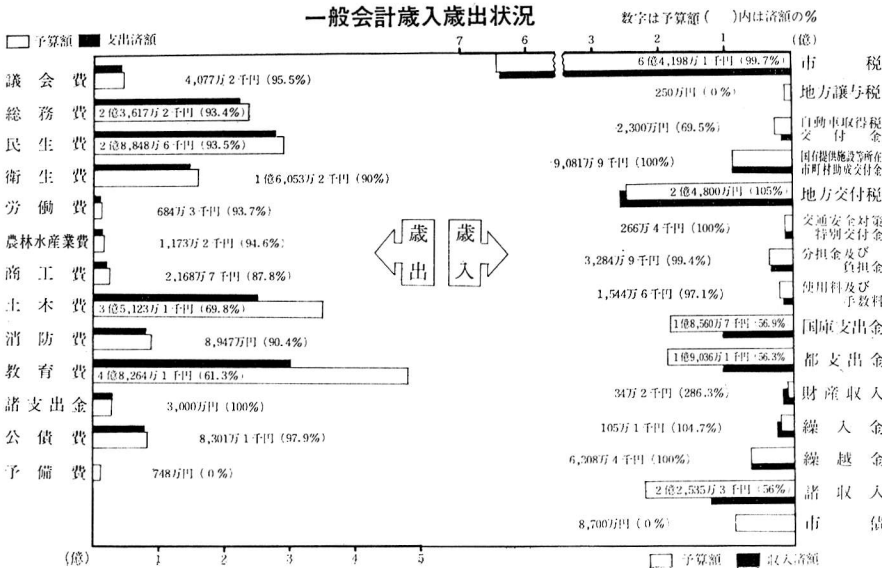 一般会計歳入歳出状況
数字は予算額( )内は済額の%
予算額 支出済額
7 6 3 2 1 (億)
議会費 4,077万2千円(95.5%)
総務費 2億3,617万2千円(93.4%)
民生費 2億8,848万6千円(93.5%)
衛生費 1億6,053万2千円(90%)
労働費 684万3千円(93.7%)
農林水産業費 1,173万2千円(94.6%)
商工費 2,168万7千円(87.8%)
土木費 3億5,123万1千円(69.8%)
消防費 8,947万円(90.4%)
教育費 4億8,264万1千円(61.3%)
諸支出金 3,000万円(100%)
公債費 8,301万1千円(97.9%)
予備費 748万円(0%)
(億) 1 2 3 4 5
歳出
歳入
6億4,198万1千円(99.7%) 市税
250万円(0%) 地方譲与税
2,300万円(69.5%) 自動車取得税
交付金
9,081万9千円(100%) 国有提供施設等所在
市町村助成交付金
2億4,800万円(105%) 地方交付税
266万4千円(100%) 交通安全対策
特別交付金
3,284万9千円(99.4%) 分担金及び
負担金
1,544万6千円(97.1%) 使用料及び
手数料
1億8,560万7千円(56.9% 国庫支出金
1億9,036万1千円(56.3% 都支出金
34万2千円(286.3%) 財産収入
105万1千円(104.7%) 繰入金
6,308万4千円(100%) 繰越金
2億2,535万3千円(56%) 諸収入
8,700万円(0%) 市債
予算額 収入済額